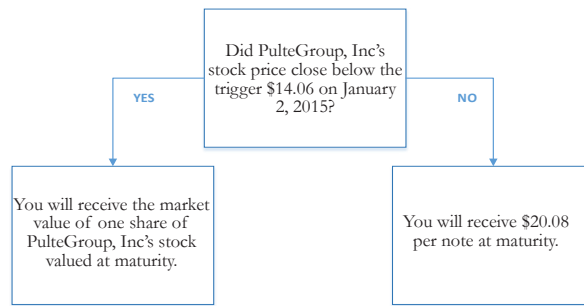 Did PulteGroup, Inc's
stock price close below the
trigger $14.06 on January
2, 2015?
YES
NO
You will receive the market
value of one share of
PulteGroup, Inc's stock
valued at maturity.
You will receive $20.08
per note at maturity.